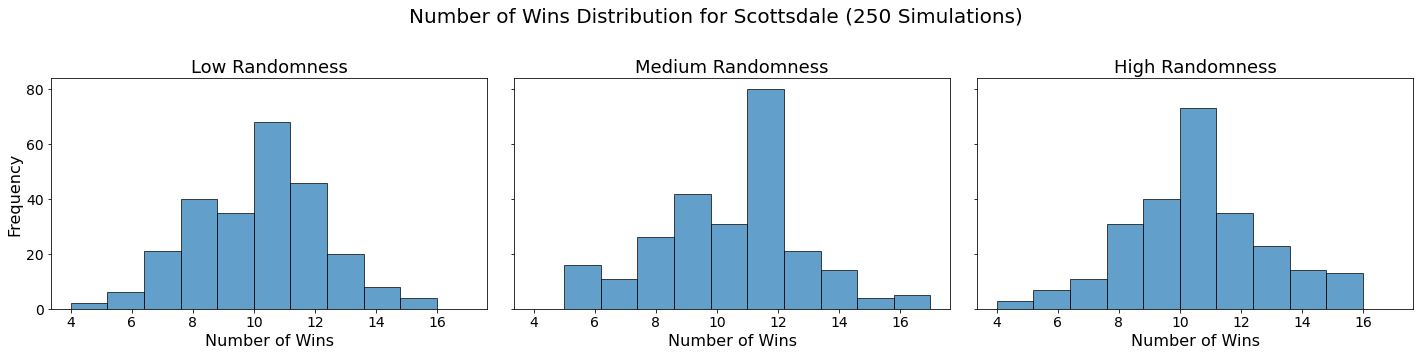 Number of Wins Distribution for Scottsdale (250 Simulations)
Low Randomness
Medium Randomness
High Randomness
80
60
40
20
0
Frequency
4 6 8 10 12 14 16
4 6 8 10 12 14 16
4 6 8 10 12 14 16
Number of Wins
Number of Wins
Number of Wins